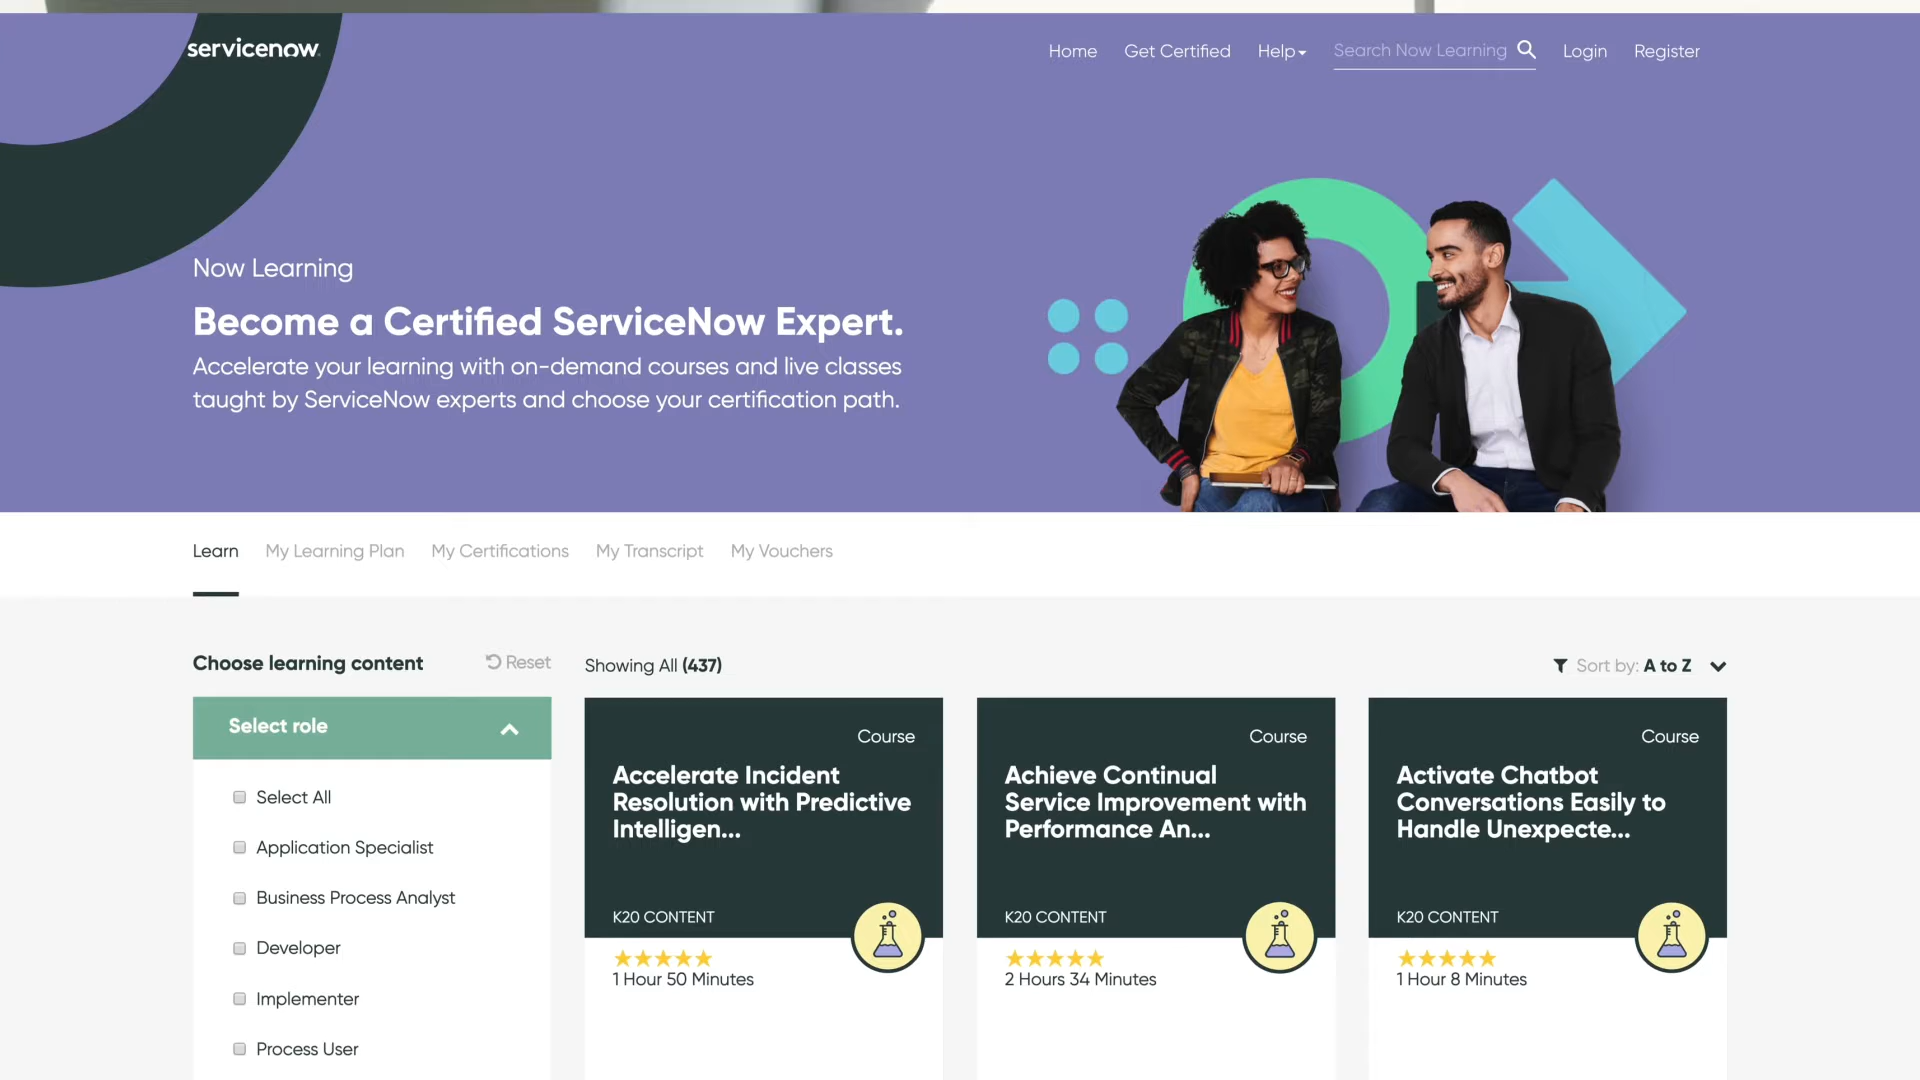 servicenow
Home Get Certified Help Search Now Learning Login Register
Now Learning
Become a Certified ServiceNow Expert.
Accelerate your learning with on-demand courses and live classes
taught by ServiceNow experts and choose your certification path.
Learn My Learning Plan My Certifications My Transcript My Vouchers
Choose learning content Reset
Select role
Select All
Application Specialist
Business Process Analyst
Developer
Implementer
Process User
Showing All (437)
Sort by: A to Z
Course
Accelerate Incident
Resolution with Predictive
Intelligen...
K20 CONTENT
1 Hour 50 Minutes
Course
Achieve Continual
Service Improvement with
Performance An...
K20 CONTENT
2 Hours 34 Minutes
Course
Activate Chatbot
Conversations Easily to
Handle Unexpecte...
K20 CONTENT
1 Hour 8 Minutes